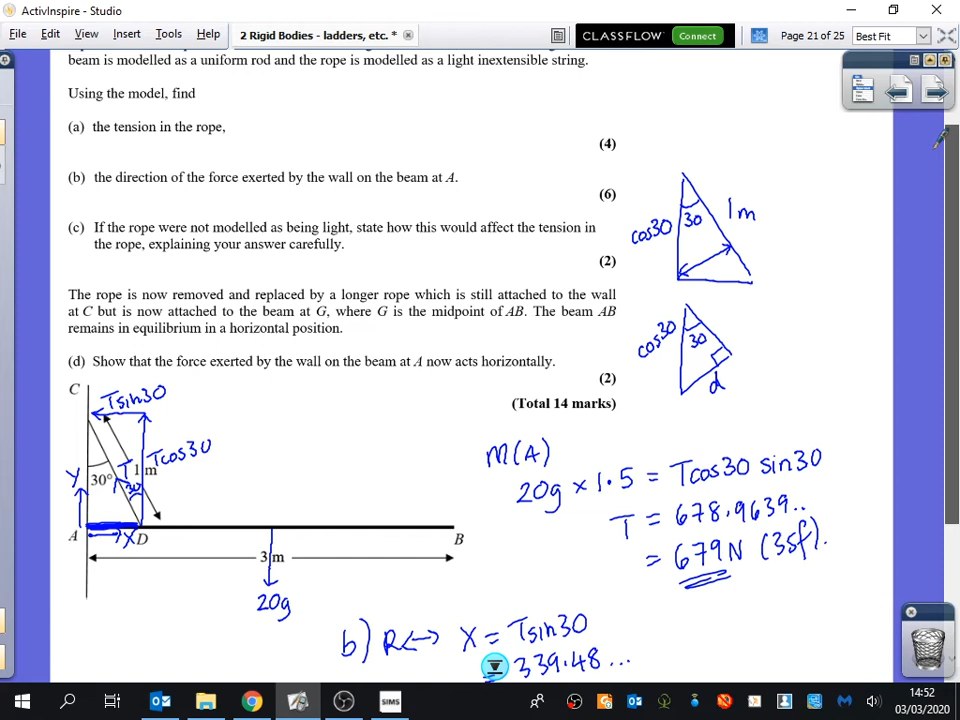 ActivInspire
File Edit View Insert Tools Help
2 Rigid Bodies - ladders, etc. *
CLASSFLOW Connect
Page 21 of 25
Best Fit
beam is modelled as a uniform rod and the rope is modelled as a light inextensible string.
Using the model, find
(a) the tension in the rope,
(4)
(b) the direction of the force exerted by the wall on the beam at A.
(6)
(c) If the rope were not modelled as being light, state how this would affect the tension in
the rope, explaining your answer carefully.
(2)
The rope is now removed and replaced by a longer rope which is still attached to the wall
at C but is now attached to the beam at G, where G is the midpoint of AB. The beam AB
remains in equilibrium in a horizontal position.
(d) Show that the force exerted by the wall on the beam at A now acts horizontally.
(2)
(Total 14 marks)
cos30
30
1m
cos30
30
d
C
Tsin30
Tcos30
Y
30°
T
1 m
30
A
X
D
B
3 m
20g
M(A)
20g × 1.5 = Tcos30 sin30
T = 678.9639..
= 679N (3sf).
b) R↔ X = Tsin30
339.48...
SIMS
14:52
03/03/2020